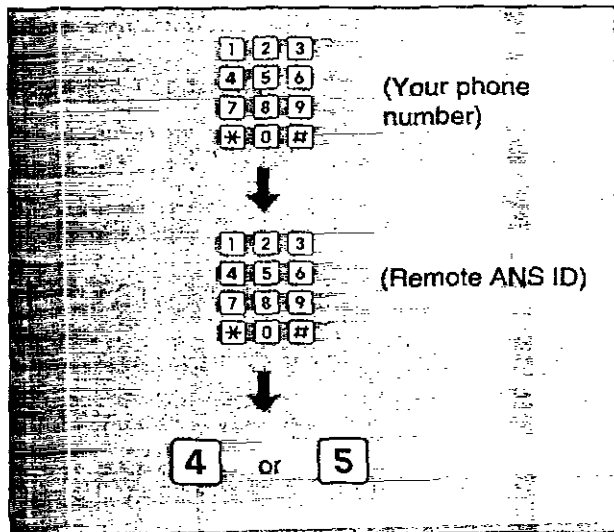 1 2 3
4 5 6
(Your phone
7 8 9
number)
* 0 #
1 2 3
4 5 6
(Remote ANS ID)
7 8 9
* 0 #
4 or 5